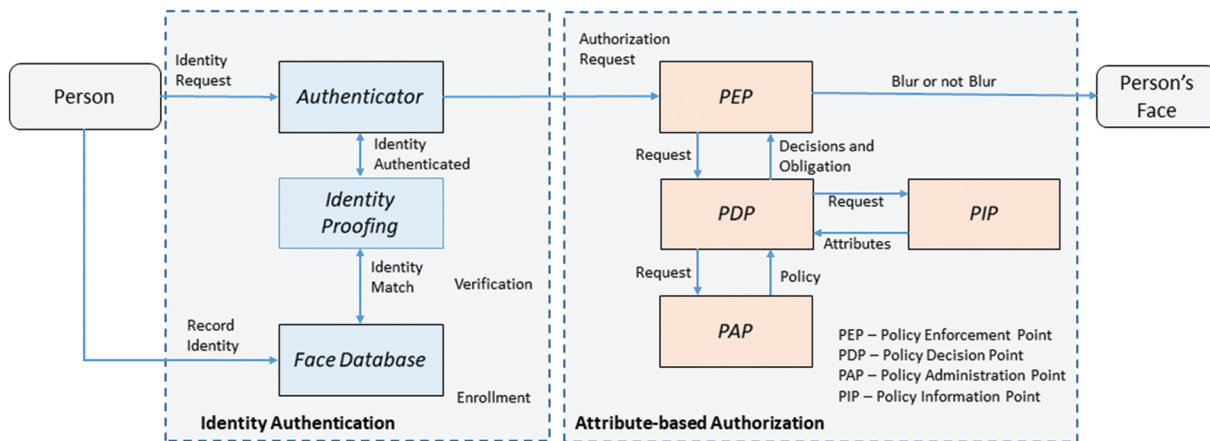 Person
Identity
Request
Authenticator
Identity
Authenticated
Identity
Proofing
Identity
Match
Verification
Record
Identity
Face Database
Enrollment
Identity Authentication
Authorization
Request
PEP
Blur or not Blur
Person's
Face
Request
Decisions and
Obligation
PDP
Request
PIP
Attributes
Request
Policy
PAP
PEP – Policy Enforcement Point
PDP – Policy Decision Point
PAP – Policy Administration Point
PIP – Policy Information Point
Attribute-based Authorization